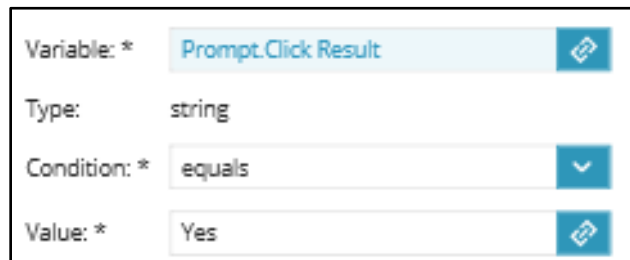 Variable: * Prompt.Click Result
Type: string
Condition: * equals
Value: * Yes